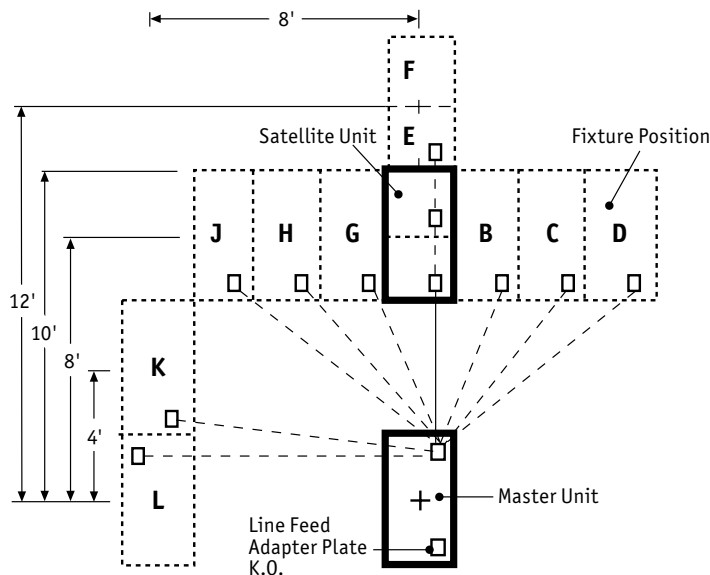 8'
F
E
Satellite Unit
Fixture Position
J
H
G
B
C
D
12'
10'
8'
K
4'
L
Master Unit
Line Feed
Adapter Plate
K.O.